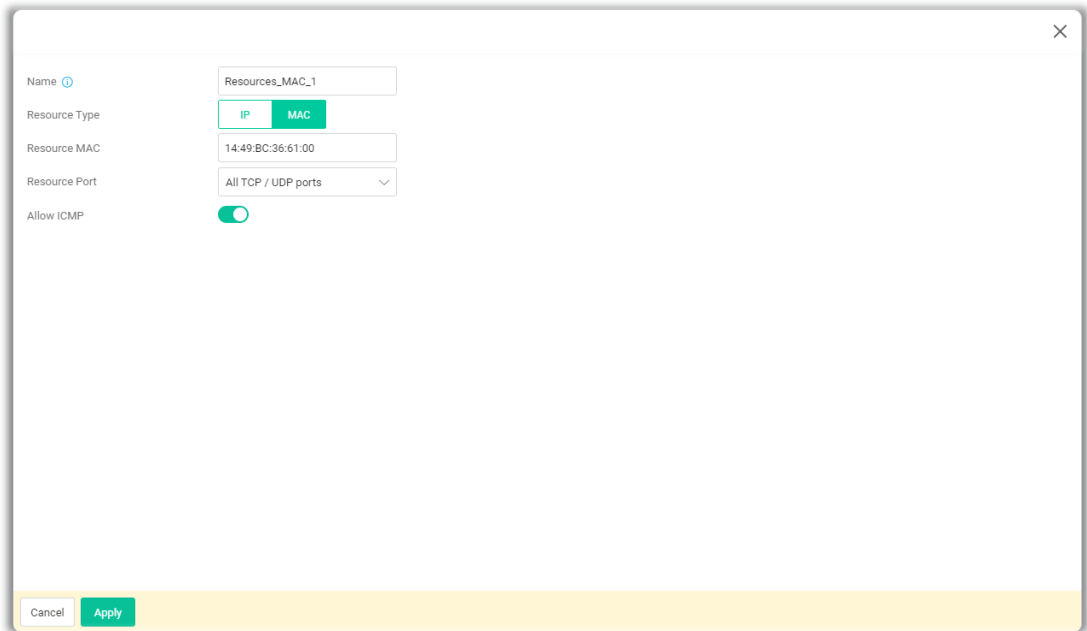 Name
Resources_MAC_1
Resource Type
IP
MAC
Resource MAC
14:49:BC:36:61:00
Resource Port
All TCP / UDP ports
Allow ICMP
Cancel
Apply